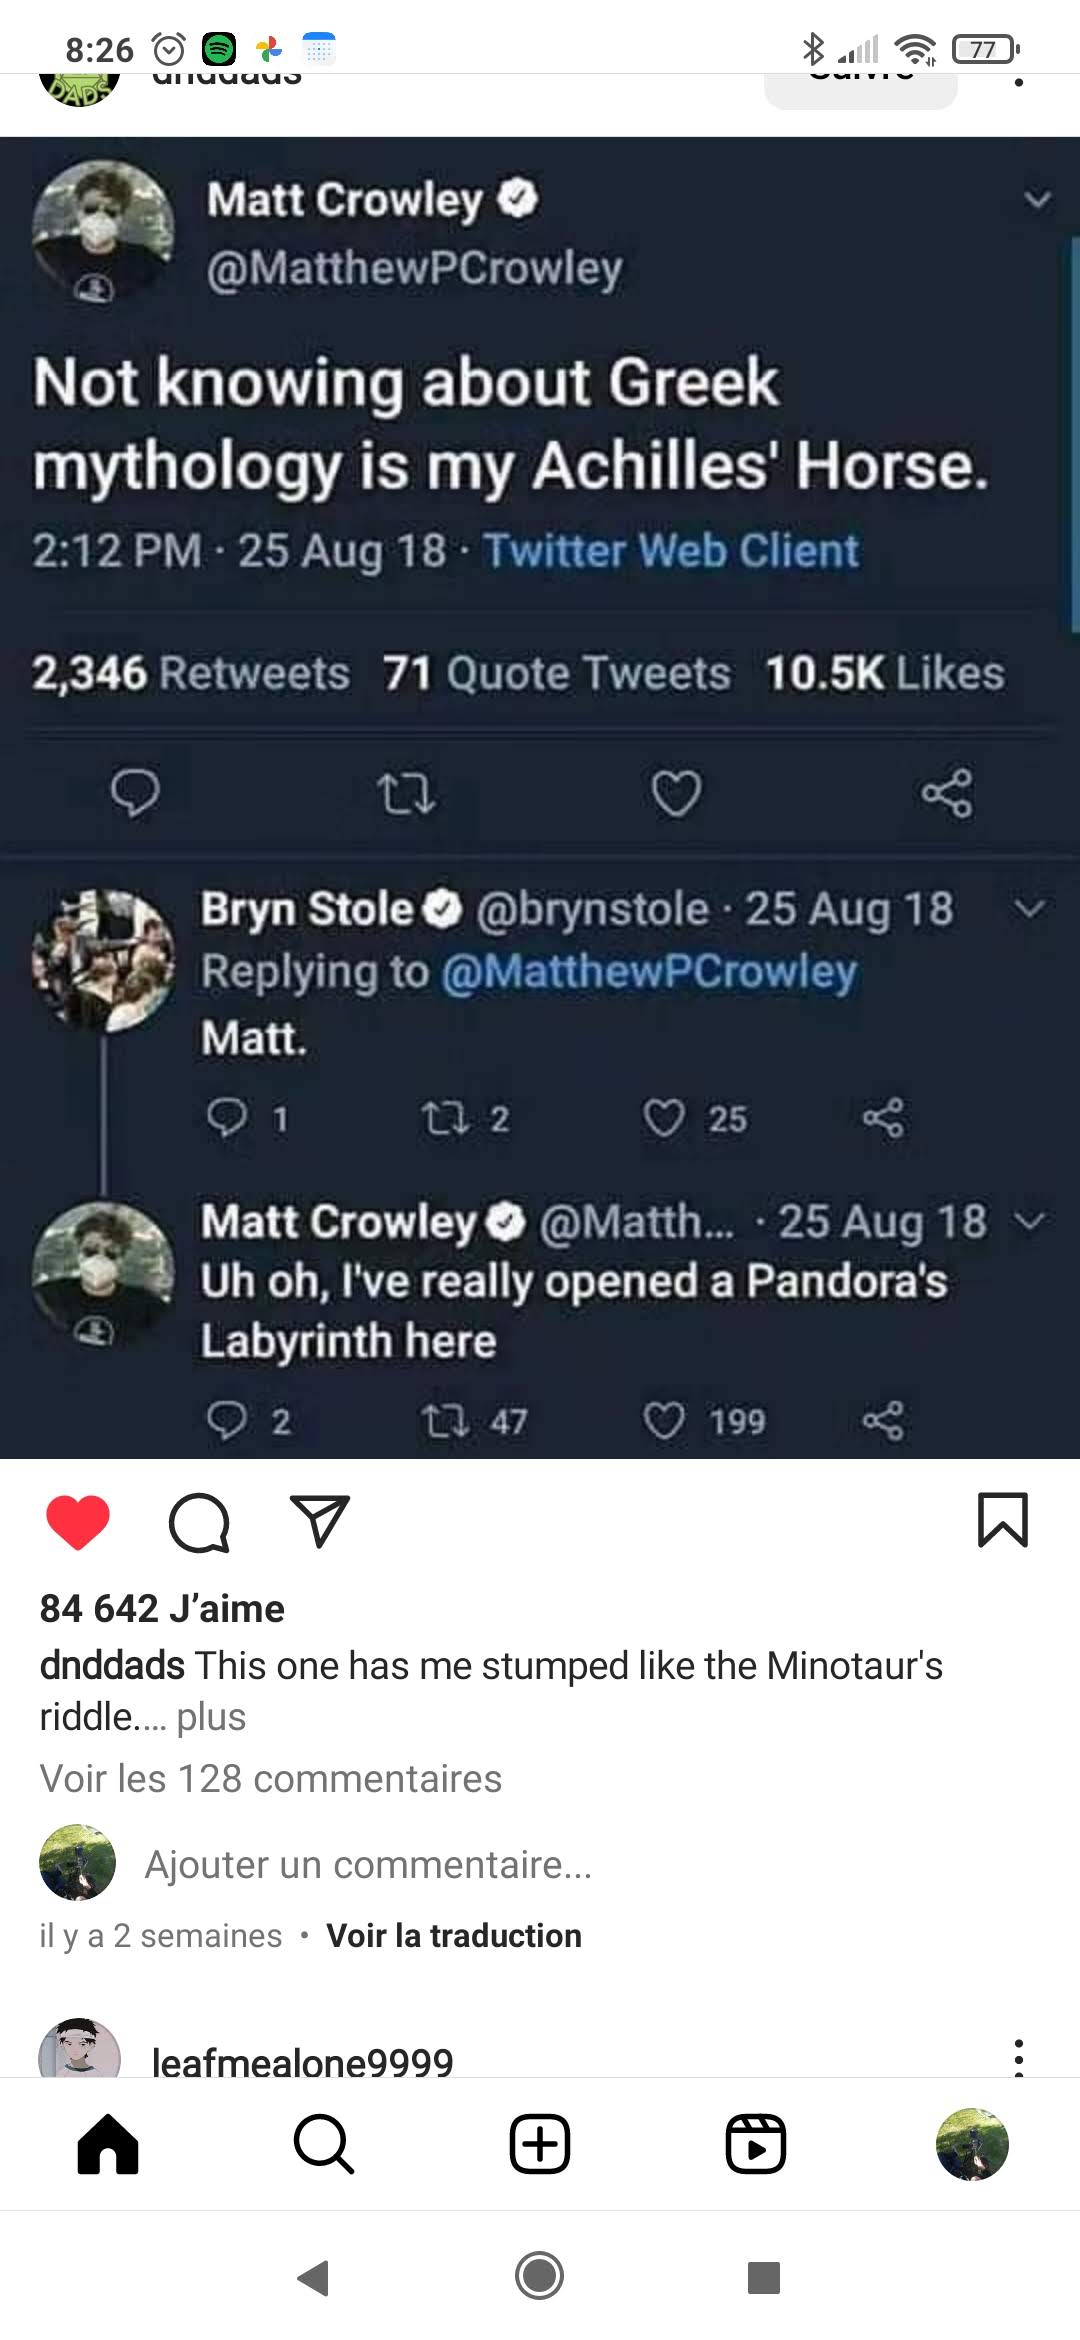 8:26
77
DADS
dnddads
Suivre
Matt Crowley
@MatthewPCrowley
Not knowing about Greek
mythology is my Achilles' Horse.
2:12 PM · 25 Aug 18 · Twitter Web Client
2,346 Retweets 71 Quote Tweets 10.5K Likes
Bryn Stole @brynstole · 25 Aug 18
Replying to @MatthewPCrowley
Matt.
1 2 25
Matt Crowley @Matth... · 25 Aug 18
Uh oh, I've really opened a Pandora's
Labyrinth here
2 47 199
84 642 J’aime
dnddads This one has me stumped like the Minotaur's
riddle.... plus
Voir les 128 commentaires
Ajouter un commentaire...
il y a 2 semaines • Voir la traduction
leafmealone9999